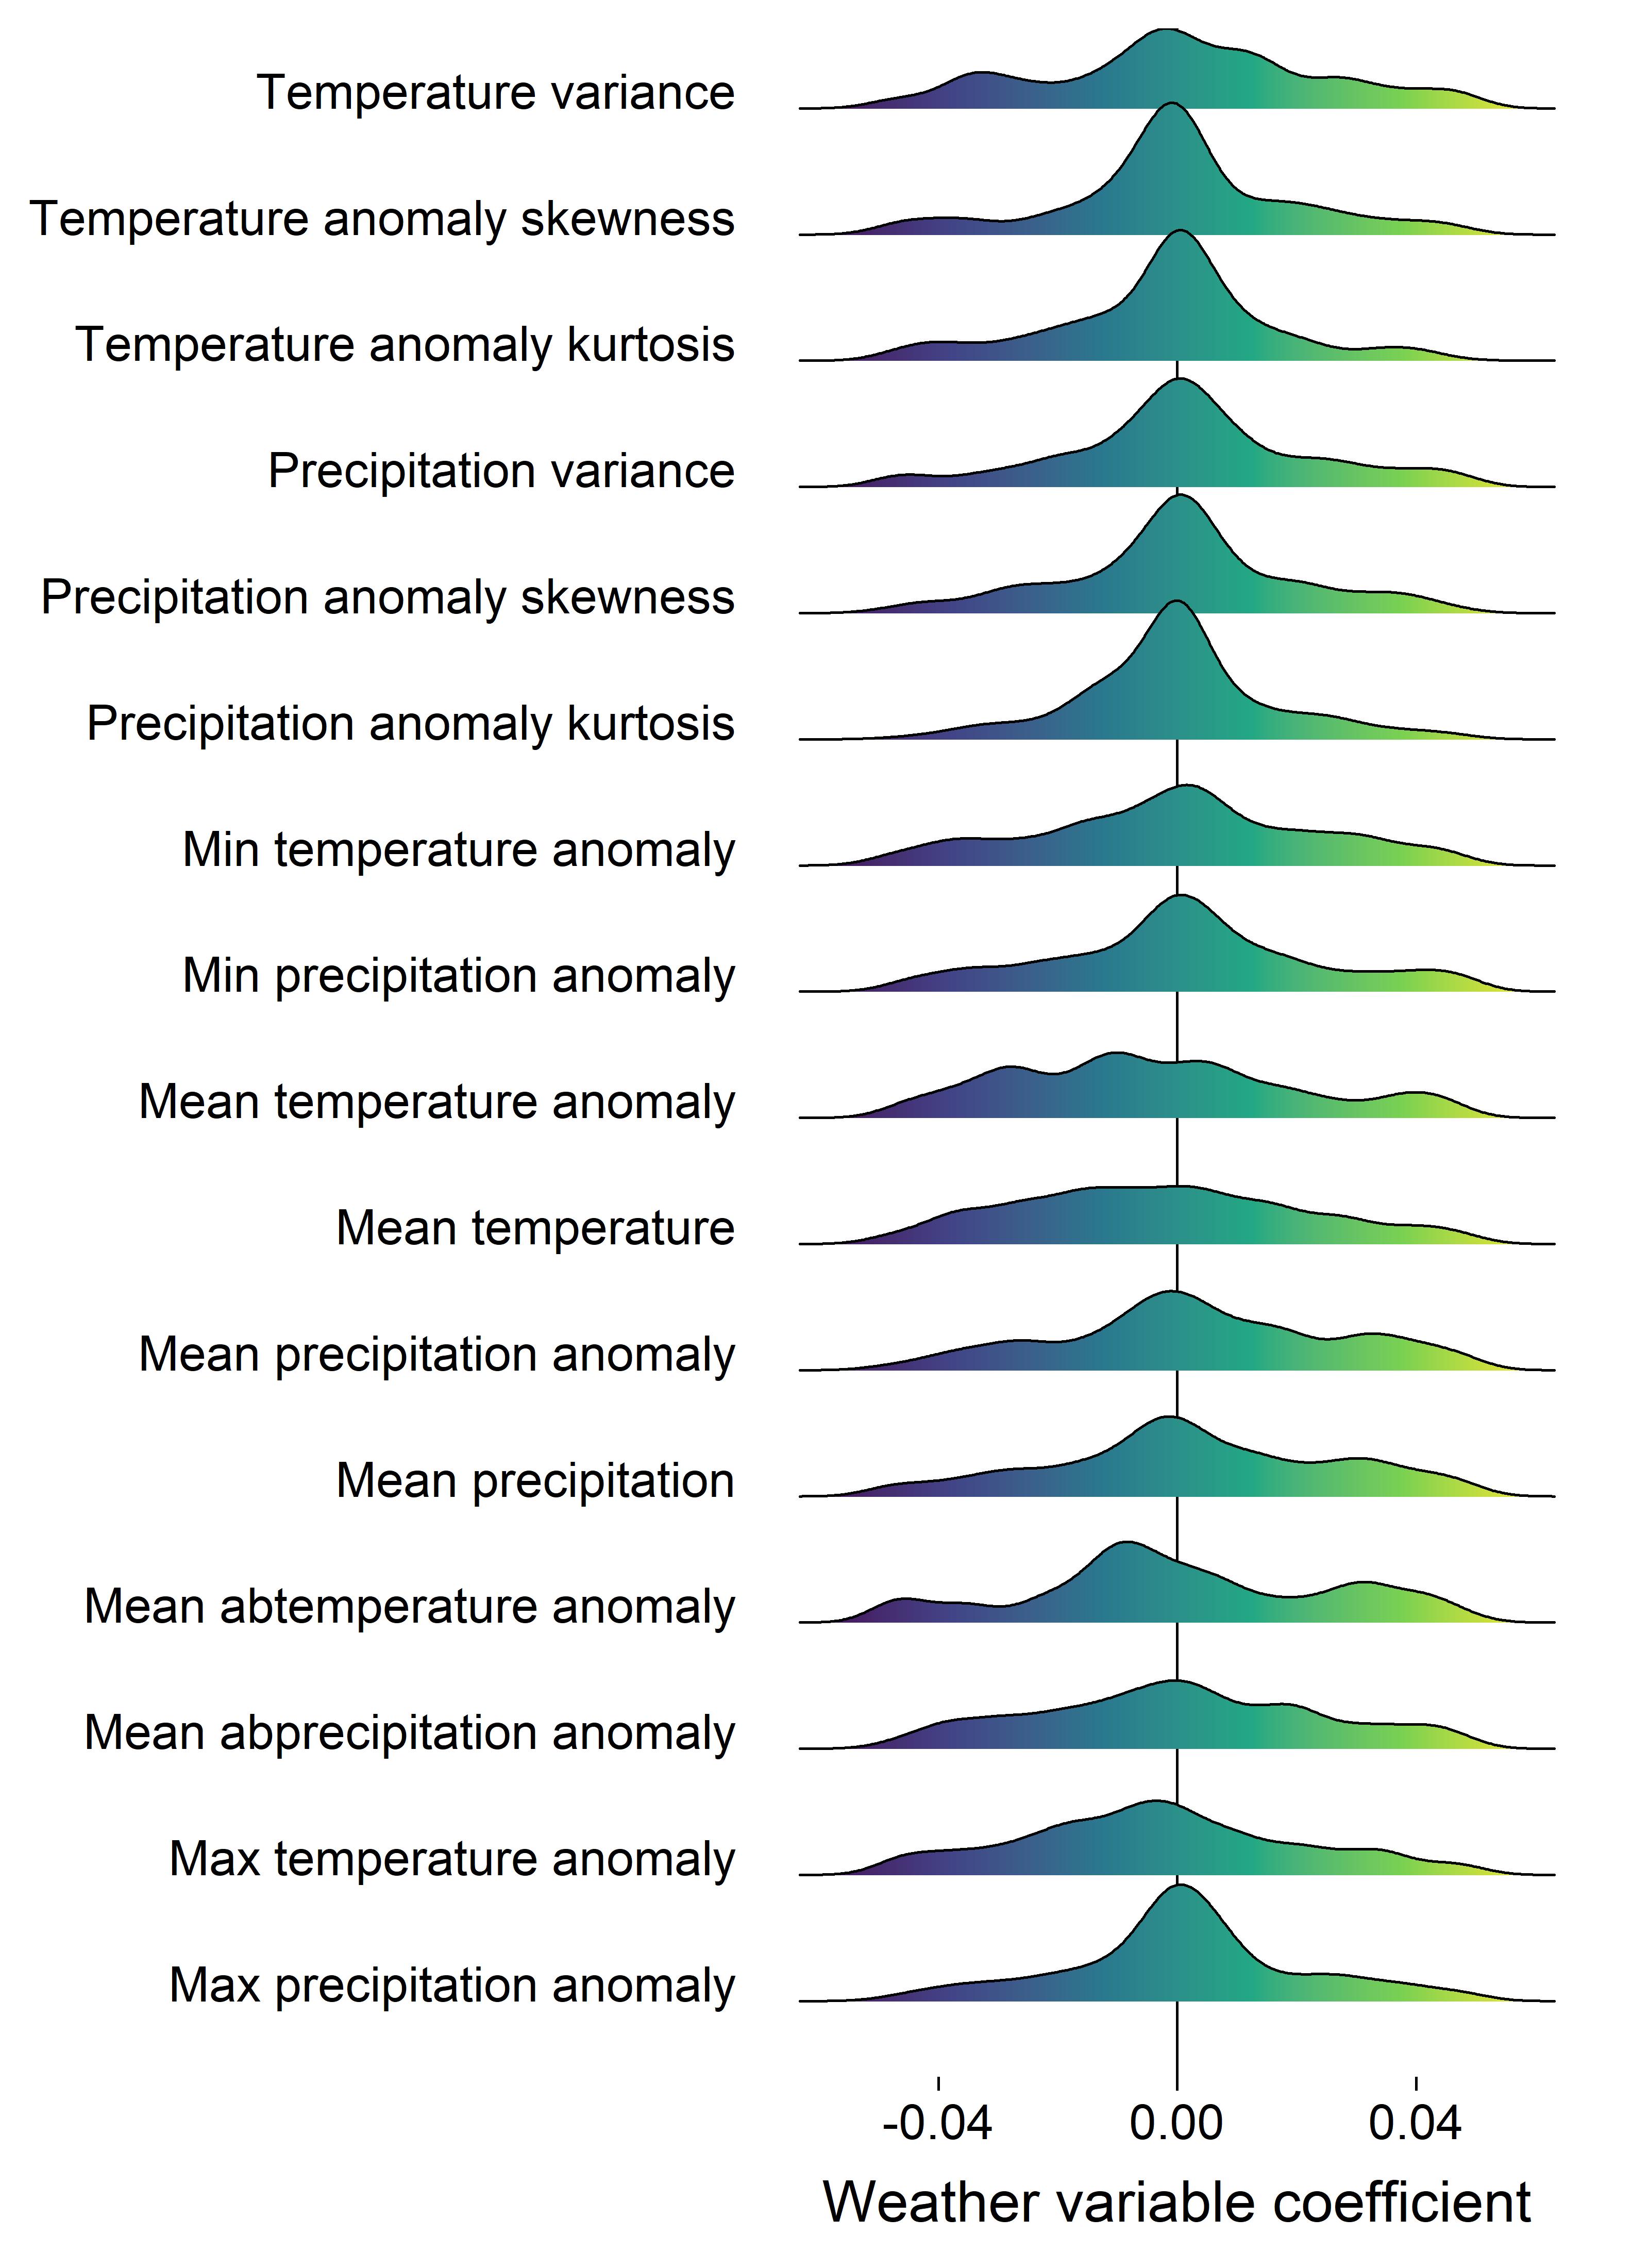 Temperature variance
Temperature anomaly skewness
Temperature anomaly kurtosis
Precipitation variance
Precipitation anomaly skewness
Precipitation anomaly kurtosis
Min temperature anomaly
Min precipitation anomaly
Mean temperature anomaly
Mean temperature
Mean precipitation anomaly
Mean precipitation
Mean abtemperature anomaly
Mean abprecipitation anomaly
Max temperature anomaly
Max precipitation anomaly
-0.04 0.00 0.04
Weather variable coefficient